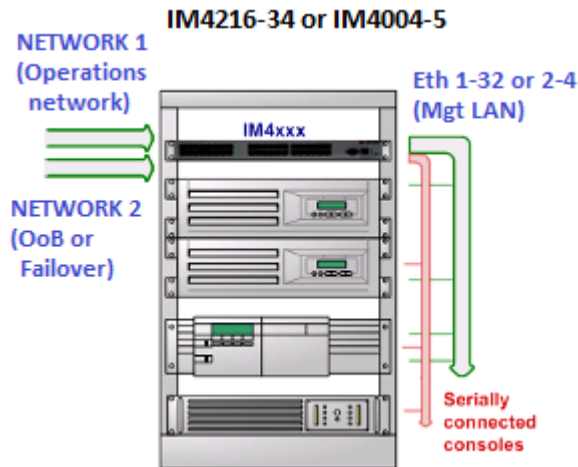 IM4216-34 or IM4004-5
NETWORK 1
(Operations
network)
Eth 1-32 or 2-4
(Mgt LAN)
IM4xxx
NETWORK 2
(OoB or
Failover)
Serially
connected
consoles